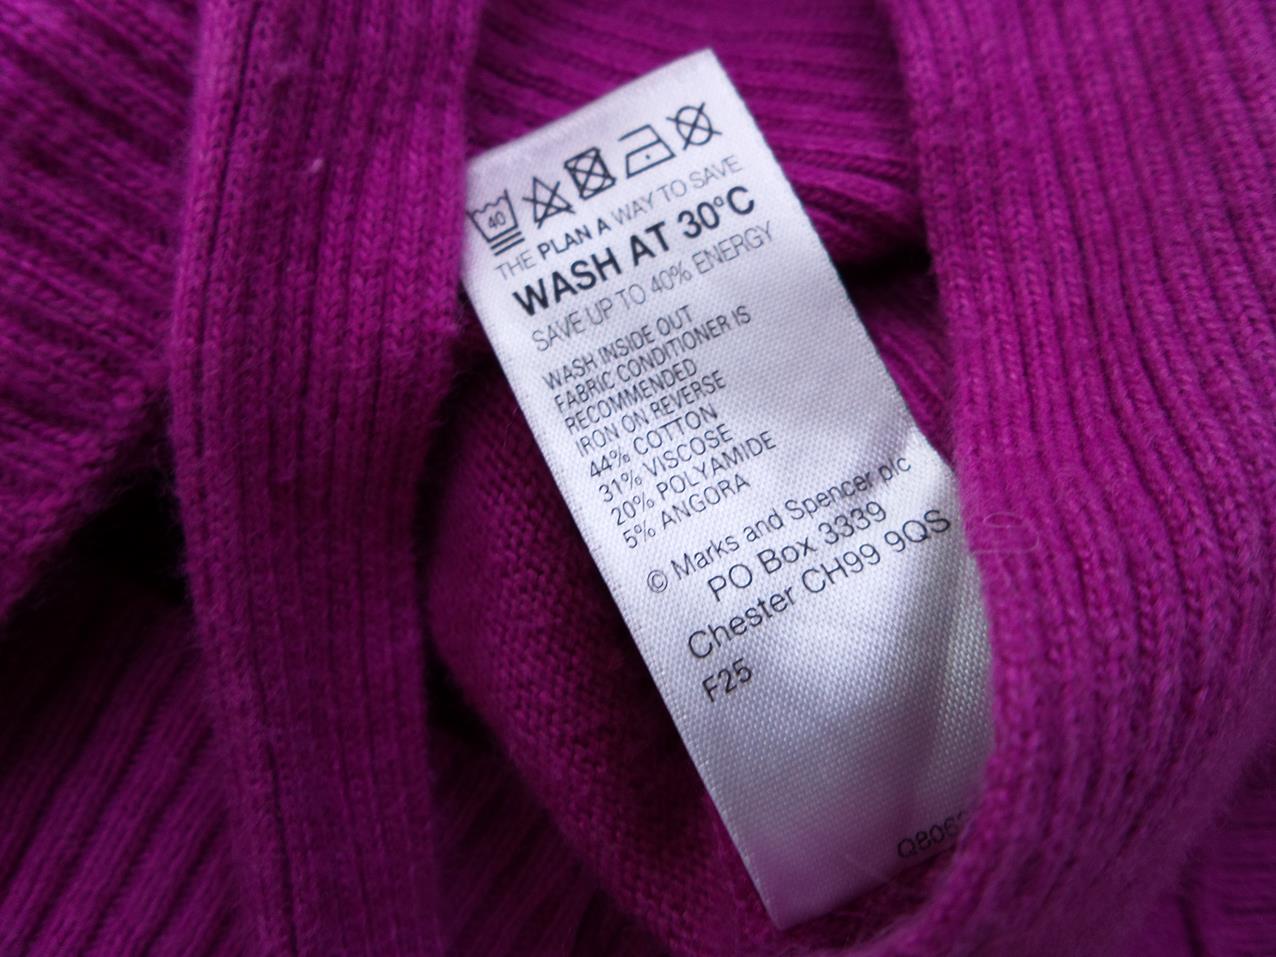 40
THE PLAN A WAY TO SAVE
WASH AT 30°C
SAVE UP TO 40% ENERGY
WASH INSIDE OUT
FABRIC CONDITIONER IS
RECOMMENDED
IRON ON REVERSE
44% COTTON
31% VISCOSE
20% POLYAMIDE
5% ANGORA
© Marks and Spencer plc
PO Box 3339
Chester CH99 9QS
F25